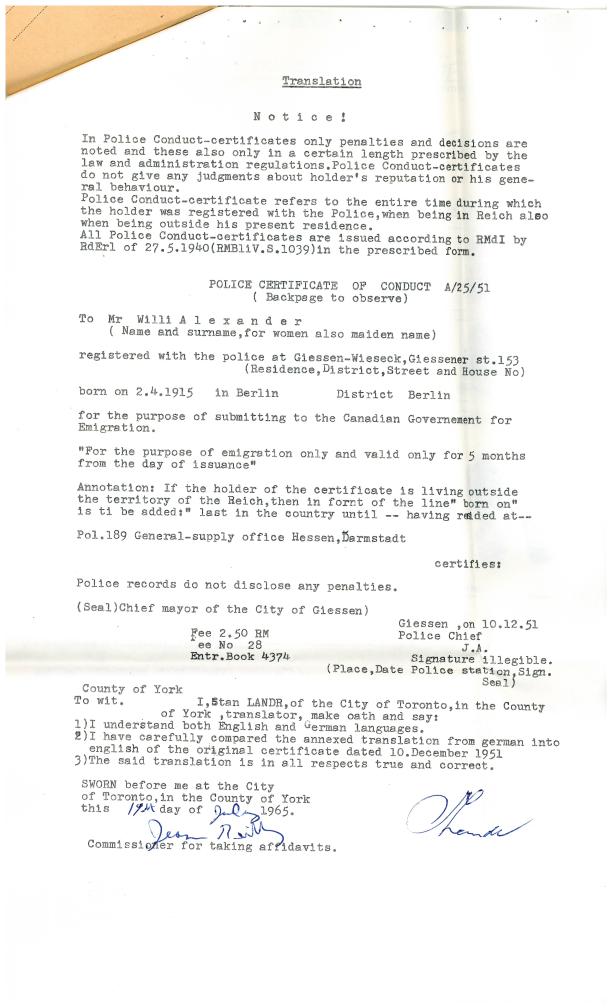 Translation
Notice!
In Police Conduct-certificates only penalties and decisions are
noted and these also only in a certain length prescribed by the
law and administration regulations.Police Conduct-certificates
do not give any judgments about holder's reputation or his gene-
ral behaviour.
Police Conduct-certificate refers to the entire time during which
the holder was registered with the Police,when being in Reich also
when being outside his present residence.
All Police Conduct-certificates are issued according to RMdI by
RdErl of 27.5.1940(RMBliV.S.1039)in the prescribed form.
POLICE CERTIFICATE OF CONDUCT A/25/51
( Backpage to observe)
To Mr Willi Alexander
( Name and surname,for women also maiden name)
registered with the police at Giessen-Wieseck,Giessener st.153
(Residence,District,Street and House No)
born on 2.4.1915 in Berlin District Berlin
for the purpose of submitting to the Canadian Governement for
Emigration.
"For the purpose of emigration only and valid only for 5 months
from the day of issuance"
Annotation: If the holder of the certificate is living outside
the territory of the Reich,then in fornt of the line" born on"
is ti be added:" last in the country until -- having resided at--
Pol.189 General-supply office Hessen,Darmstadt
certifies:
Police records do not disclose any penalties.
(Seal)Chief mayor of the City of Giessen)
Giessen ,on 10.12.51
Fee 2.50 RM Police Chief
Fee No 28 J.A.
Entr.Book 4374 Signature illegible.
(Place,Date Police station,Sign.
Seal)
County of York
To wit. I,Stan LANDR,of the City of Toronto,in the County
of York ,translator, make oath and say:
1)I understand both English and German languages.
2)I have carefully compared the annexed translation from german into
english of the original certificate dated 10.December 1951
3)The said translation is in all respects true and correct.
SWORN before me at the City
of Toronto,in the County of York
this 19th day of July 1965.
Jean Reilly
Commissioner for taking affidavits.